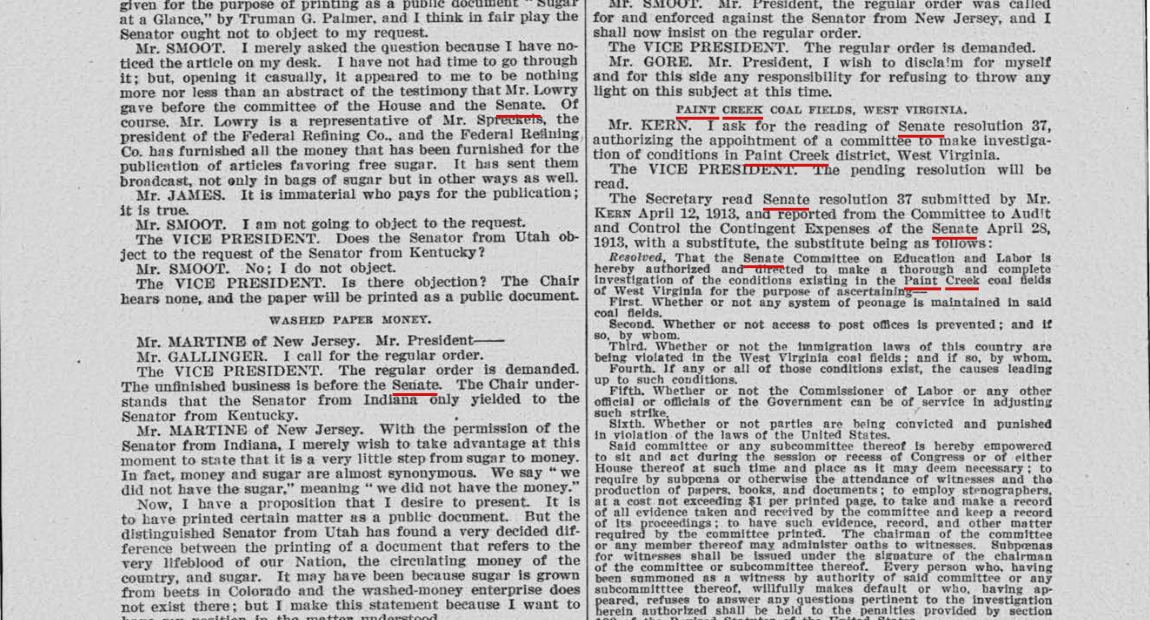 given for the purpose of printing as a public document "Sugar
at a Glance," by Truman G. Palmer, and I think in fair play the
Senator ought not to object to my request.
Mr. SMOOT. I merely asked the question because I have no-
ticed the article on my desk. I have not had time to go through
it; but, opening it casually, it appeared to me to be nothing
more nor less than an abstract of the testimony that Mr. Lowry
gave before the committee of the House and the Senate. Of
course, Mr. Lowry is a representative of Mr. Spreckels, the
president of the Federal Refining Co., and the Federal Refining
Co. has furnished all the money that has been furnished for the
publication of articles favoring free sugar. It has sent them
broadcast, not only in bags of sugar but in other ways as well.
Mr. JAMES. It is immaterial who pays for the publication;
it is true.
Mr. SMOOT. I am not going to object to the request.
The VICE PRESIDENT. Does the Senator from Utah ob-
ject to the request of the Senator from Kentucky?
Mr. SMOOT. No; I do not object.
The VICE PRESIDENT. Is there objection? The Chair
hears none, and the paper will be printed as a public document.
WASHED PAPER MONEY.
Mr. MARTINE of New Jersey. Mr. President——
Mr. GALLINGER. I call for the regular order.
The VICE PRESIDENT. The regular order is demanded.
The unfinished business is before the Senate. The Chair under-
stands that the Senator from Indiana only yielded to the
Senator from Kentucky.
Mr. MARTINE of New Jersey. With the permission of the
Senator from Indiana, I merely wish to take advantage at this
moment to state that it is a very little step from sugar to money.
In fact, money and sugar are almost synonymous. We say "we
did not have the sugar," meaning "we did not have the money."
Now, I have a proposition that I desire to present. It is
to have printed certain matter as a public document. But the
distinguished Senator from Utah has found a very decided dif-
ference between the printing of a document that refers to the
very lifeblood of our Nation, the circulating money of the
country, and sugar. It may have been because sugar is grown
from beets in Colorado and the washed-money enterprise does
not exist there; but I make this statement because I want to
position in the matter understood.
Mr. SMOOT. Mr. President, the regular order was called
for and enforced against the Senator from New Jersey, and I
shall now insist on the regular order.
The VICE PRESIDENT. The regular order is demanded.
Mr. GORE. Mr. President, I wish to disclaim for myself
and for this side any responsibility for refusing to throw any
light on this subject at this time.
PAINT CREEK COAL FIELDS, WEST VIRGINIA.
Mr. KERN. I ask for the reading of Senate resolution 37,
authorizing the appointment of a committee to make investiga-
tion of conditions in Paint Creek district, West Virginia.
The VICE PRESIDENT. The pending resolution will be
read.
The Secretary read Senate resolution 37 submitted by Mr.
KERN April 12, 1913, and reported from the Committee to Audit
and Control the Contingent Expenses of the Senate April 28,
1913, with a substitute, the substitute being as follows:
Resolved, That the Senate Committee on Education and Labor is
hereby authorized and directed to make a thorough and complete
investigation of the conditions existing in the Paint Creek coal fields
of West Virginia for the purpose of ascertaining—
First. Whether or not any system of peonage is maintained in said
coal fields.
Second. Whether or not access to post offices is prevented; and if
so, by whom.
Third. Whether or not the immigration laws of this country are
being violated in the West Virginia coal fields; and if so, by whom.
Fourth. If any or all of those conditions exist, the causes leading
up to such conditions.
Fifth. Whether or not the Commissioner of Labor or any other
official or officials of the Government can be of service in adjusting
such strike.
Sixth. Whether or not parties are being convicted and punished
in violation of the laws of the United States.
Said committee or any subcommittee thereof is hereby empowered
to sit and act during the session or recess of Congress or of either
House thereof at such time and place as it may deem necessary; to
require by subpœna or otherwise the attendance of witnesses and the
production of papers, books, and documents; to employ stenographers,
at a cost not exceeding $1 per printed page, to take and make a record
of all evidence taken and received by the committee and keep a record
of its proceedings; to have such evidence, record, and other matter
required by the committee printed. The chairman of the committee
or any member thereof may administer oaths to witnesses. Subpœnas
for witnesses shall be issued under the signature of the chairman
of the committee or subcommittee thereof. Every person who, having
been summoned as a witness by authority of said committee or any
subcommitttee thereof, willfully makes default or who, having ap-
peared, refuses to answer any questions pertinent to the investigation
herein authorized shall be held to the penalties provided by section
of the Revised Statutes of the United States.